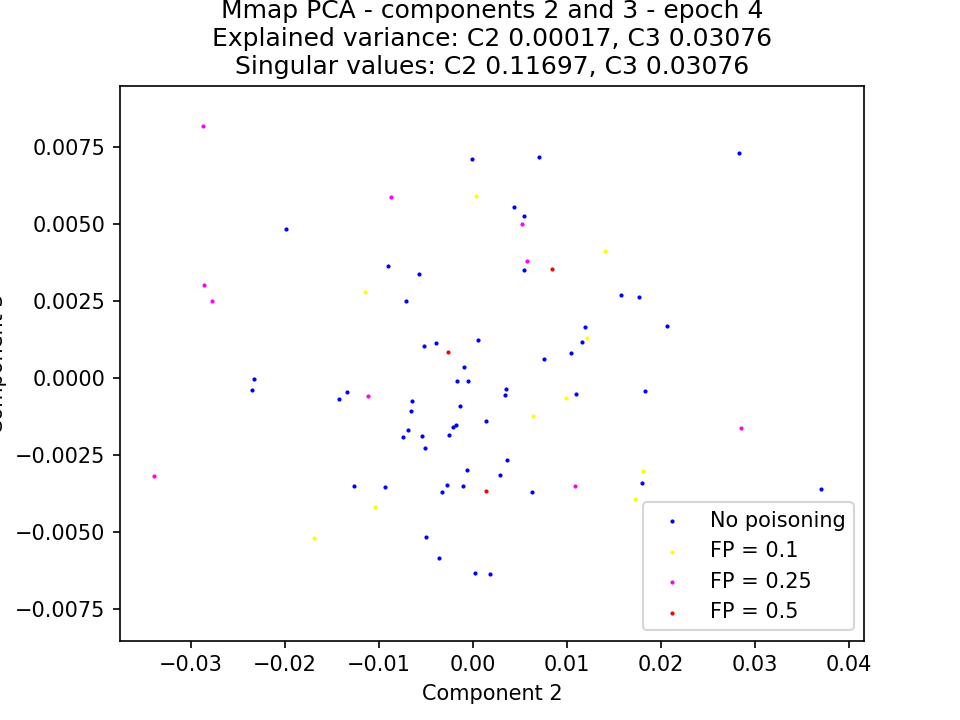 Mmap PCA - components 2 and 3 - epoch 4
Explained variance: C2 0.00017, C3 0.03076
Singular values: C2 0.11697, C3 0.03076
0.0075
0.0050
0.0025
0.0000
−0.0025
−0.0050
−0.0075
No poisoning
FP = 0.1
FP = 0.25
FP = 0.5
−0.03
−0.02
−0.01
0.00
0.01
0.02
0.03
0.04
Component 2